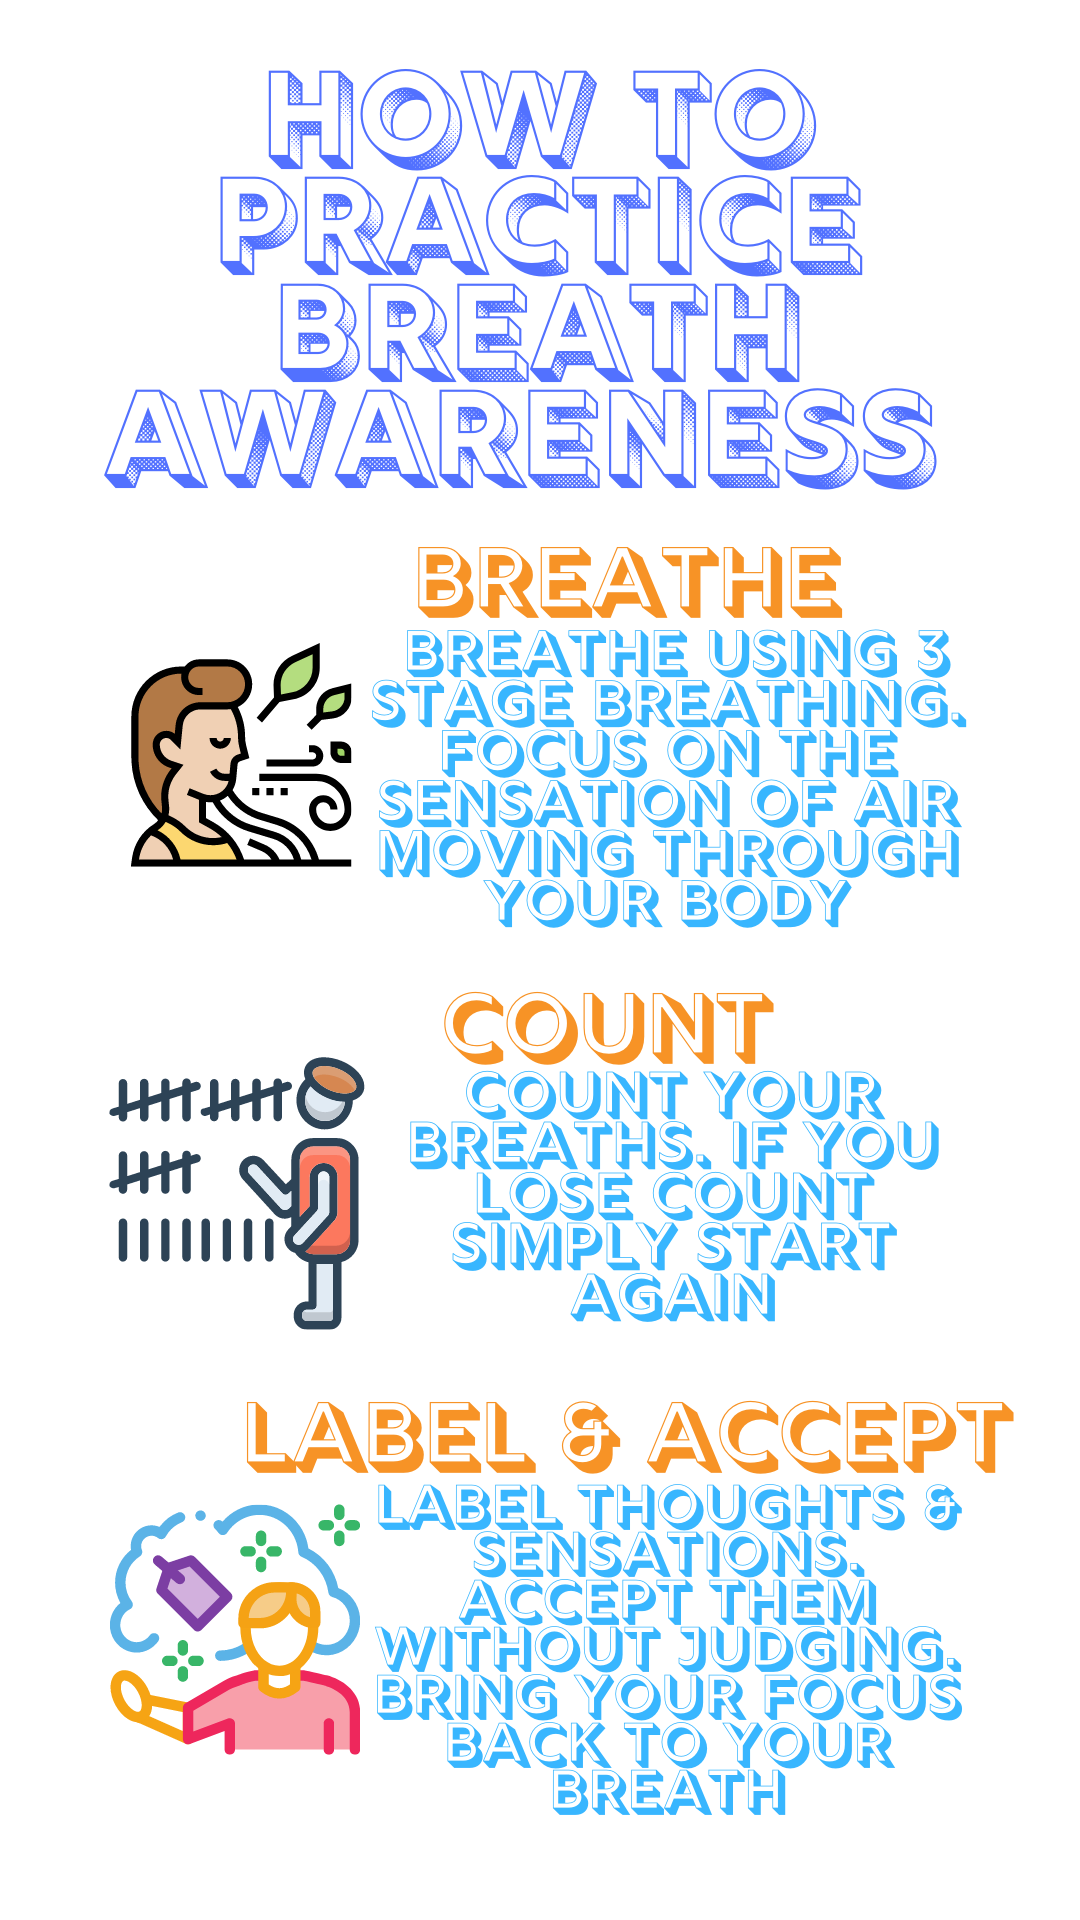 HOW TO
PRACTICE
BREATH
AWARENESS
BREATHE
BREATHE USING 3
STAGE BREATHING.
FOCUS ON THE
SENSATION OF AIR
MOVING THROUGH
YOUR BODY
COUNT
COUNT YOUR
BREATHS. IF YOU
LOSE COUNT
SIMPLY START
AGAIN
LABEL & ACCEPT
LABEL THOUGHTS &
SENSATIONS.
ACCEPT THEM
WITHOUT JUDGING.
BRING YOUR FOCUS
BACK TO YOUR
BREATH